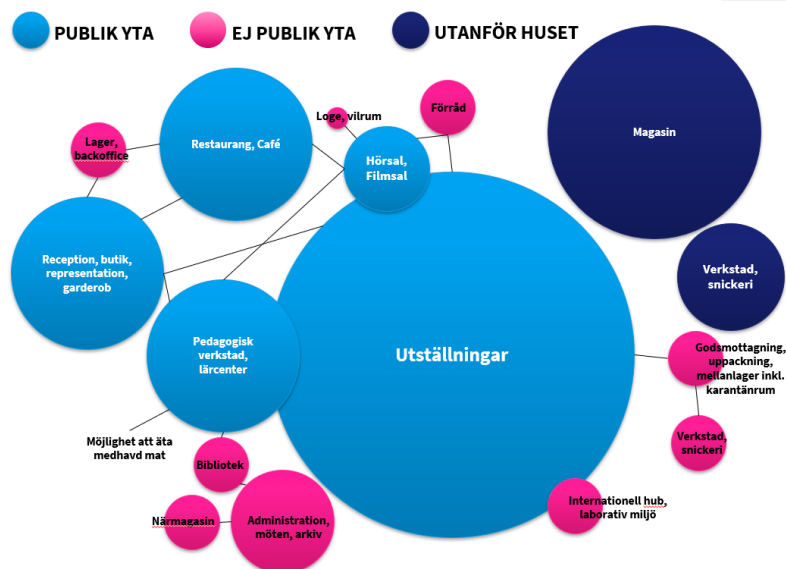 PUBLIK YTA
EJ PUBLIK YTA
UTANFÖR HUSET
Loge, vilrum
Förråd
Magasin
Lager,
backoffice
Restaurang, Café
Hörsal,
Filmsal
Reception, butik,
representation,
garderob
Verkstad,
snickeri
Pedagogisk
verkstad,
lärcenter
Utställningar
Godsmottagning,
uppackning,
mellanlager inkl.
karantänrum
Möjlighet att äta
medhavd mat
Verkstad,
snickeri
Bibliotek
Internationell hub,
laborativ miljö
Närmagasin
Administration,
möten, arkiv